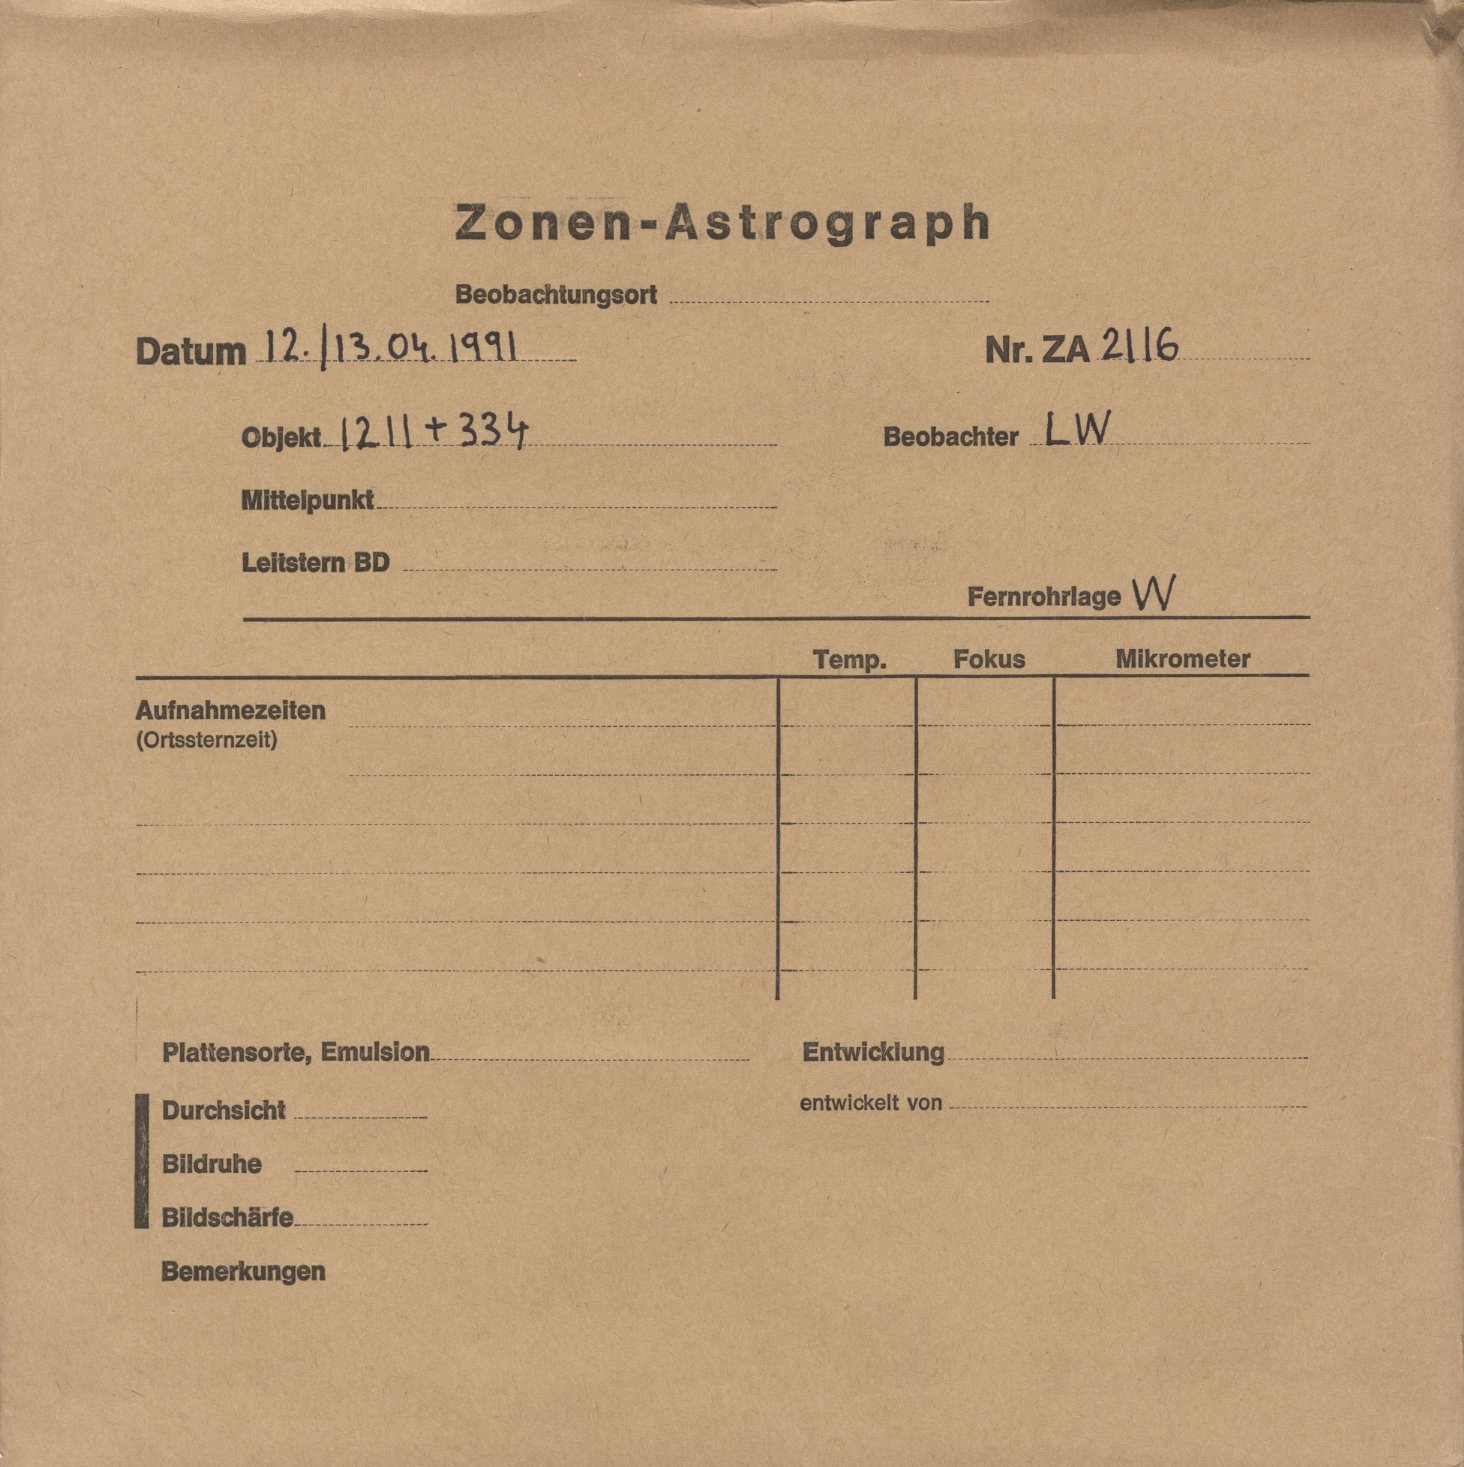 Zonen-Astrograph
Beobachtungsort
Datum 12./13.04.1991 Nr. ZA 2116
Objekt 1211+334 Beobachter LW
Mittelpunkt
Leitstern BD
Fernrohrlage W
Temp. Fokus Mikrometer
Aufnahmezeiten
(Ortssternzeit)
Plattensorte, Emulsion Entwicklung
Durchsicht entwickelt von
Bildruhe
Bildschärfe
Bemerkungen